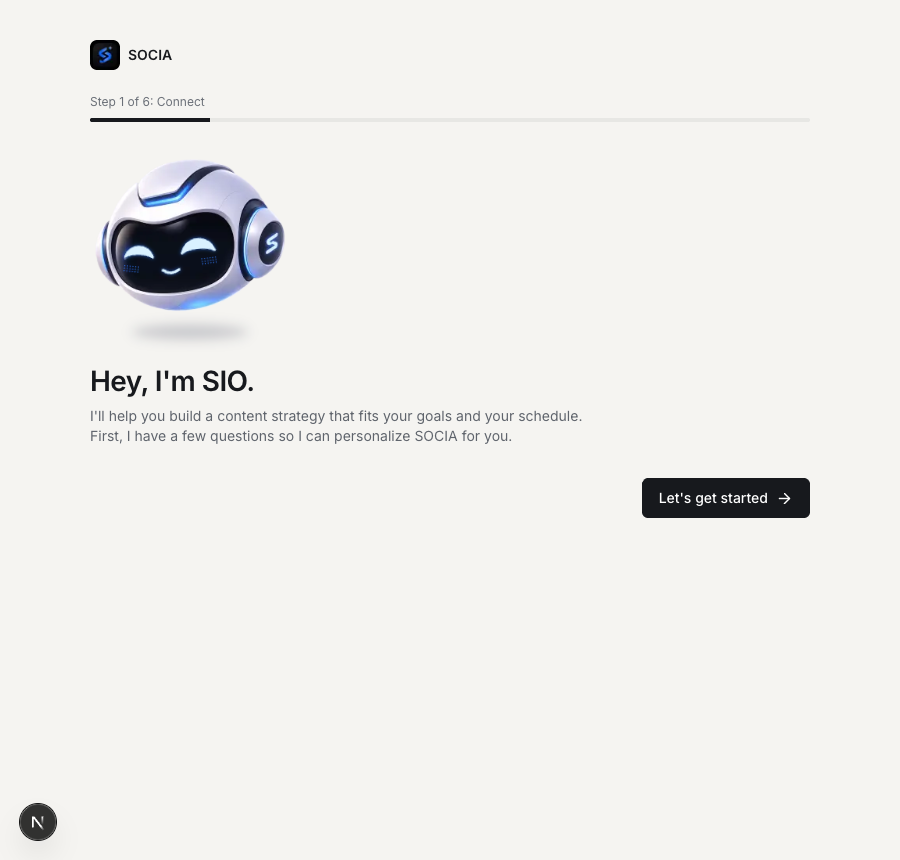 SOCIA
Step 1 of 6: Connect
Hey, I'm SIO.
I'll help you build a content strategy that fits your goals and your schedule.
First, I have a few questions so I can personalize SOCIA for you.
Let's get started